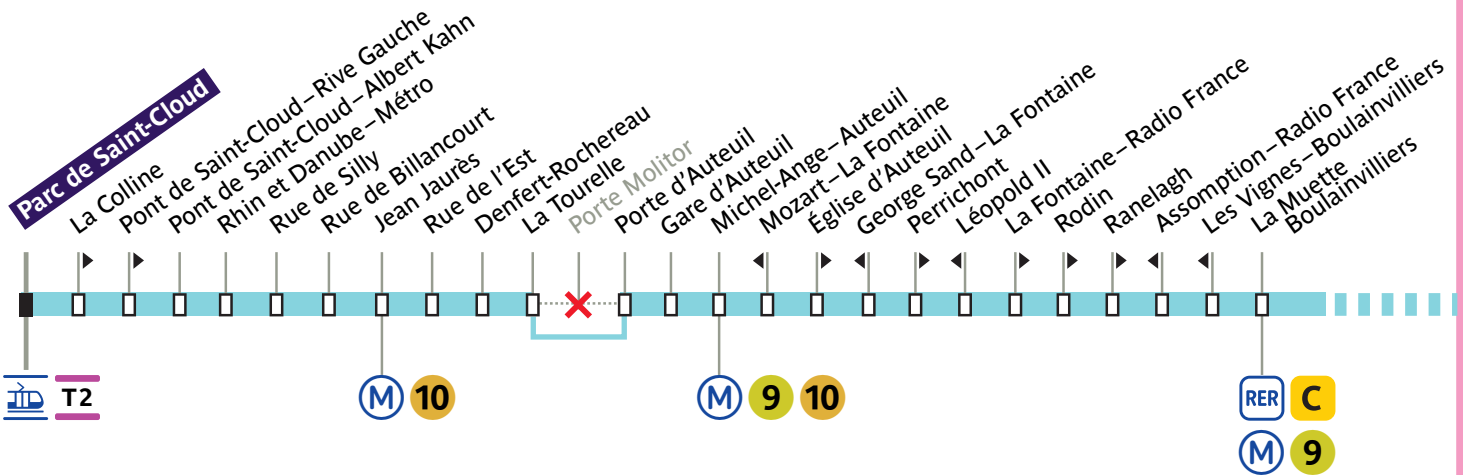 Parc de Saint-Cloud
La Colline
Pont de Saint-Cloud – Rive Gauche
Pont de Saint-Cloud – Albert Kahn
Rhin et Danube – Métro
Rue de Silly
Rue de Billancourt
Jean Jaurès
Rue de l'Est
Denfert-Rochereau
La Tourelle
Porte Molitor
Porte d'Auteuil
Gare d'Auteuil
Michel-Ange – Auteuil
Mozart – La Fontaine
Église d'Auteuil
George Sand – La Fontaine
Perrichont
Léopold II
La Fontaine – Radio France
Rodin
Ranelagh
Assomption – Radio France
Les Vignes – Boulainvilliers
La Muette
Boulainvilliers
T2
M 10
M 9 10
RER C
M 9